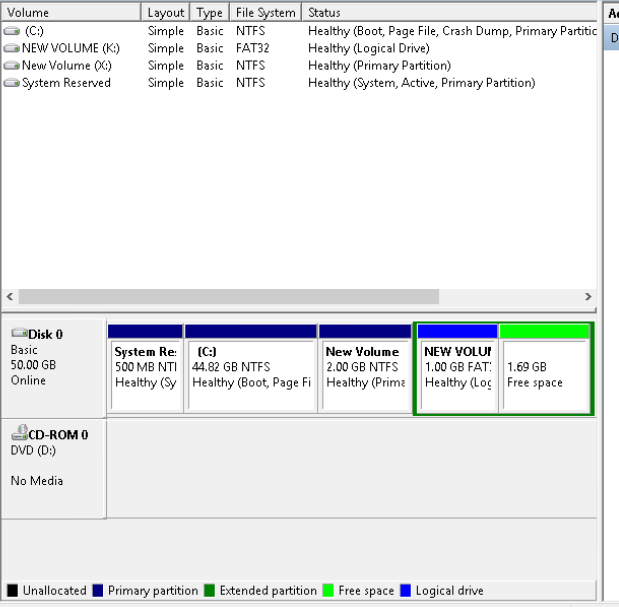 Volume Layout Type File System Status A
(C:) Simple Basic NTFS Healthy (Boot, Page File, Crash Dump, Primary Partitic
NEW VOLUME (K:) Simple Basic FAT32 Healthy (Logical Drive)
New Volume (X:) Simple Basic NTFS Healthy (Primary Partition)
System Reserved Simple Basic NTFS Healthy (System, Active, Primary Partition)
D
Disk 0
Basic
50.00 GB
Online
System Re:
500 MB NTI
Healthy (Sy
(C:)
44.82 GB NTFS
Healthy (Boot, Page Fi
New Volume
2.00 GB NTFS
Healthy (Prima
NEW VOLUI
1.00 GB FAT:
Healthy (Log
1.69 GB
Free space
CD-ROM 0
DVD (D:)
No Media
Unallocated Primary partition Extended partition Free space Logical drive